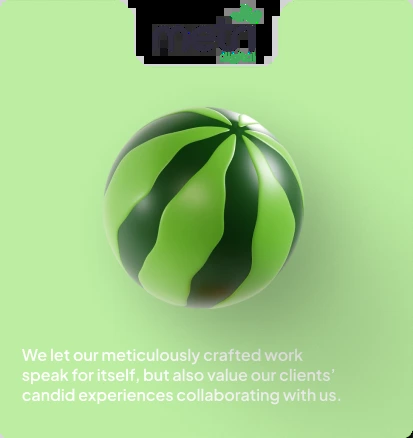 We let our meticulously crafted work
speak for itself, but also value our clients’
candid experiences collaborating with us.